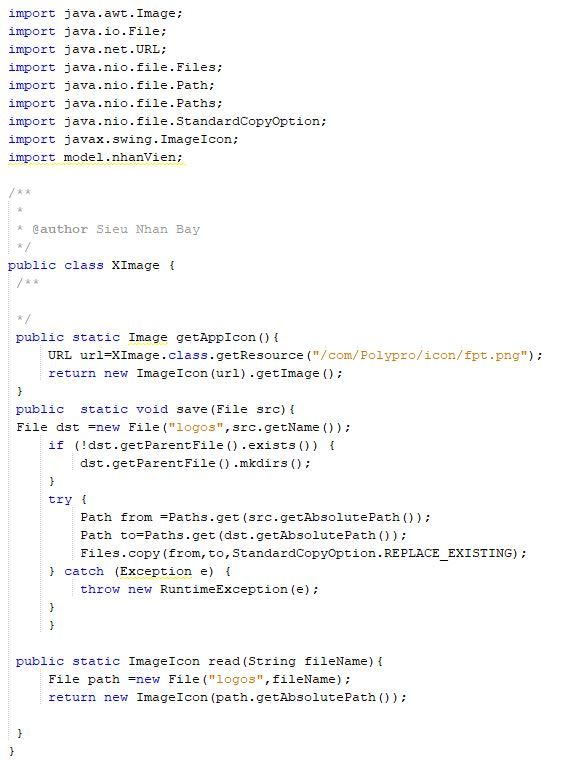 import java.awt.Image;
import java.io.File;
import java.net.URL;
import java.nio.file.Files;
import java.nio.file.Path;
import java.nio.file.Paths;
import java.nio.file.StandardCopyOption;
import javax.swing.ImageIcon;
import model.nhanVien;
/**
*
* @author Sieu Nhan Bay
*/
public class XImage {
/**
*/
public static Image getAppIcon(){
URL url=XImage.class.getResource("/com/Polypro/icon/fpt.png");
return new ImageIcon(url).getImage();
}
public  static void save(File src){
File dst =new File("logos",src.getName());
if (!dst.getParentFile().exists()) {
dst.getParentFile().mkdirs();
}
try {
Path from =Paths.get(src.getAbsolutePath());
Path to=Paths.get(dst.getAbsolutePath());
Files.copy(from,to,StandardCopyOption.REPLACE_EXISTING);
} catch (Exception e) {
throw new RuntimeException(e);
}
}
public static ImageIcon read(String fileName){
File path =new File("logos",fileName);
return new ImageIcon(path.getAbsolutePath());
}
}